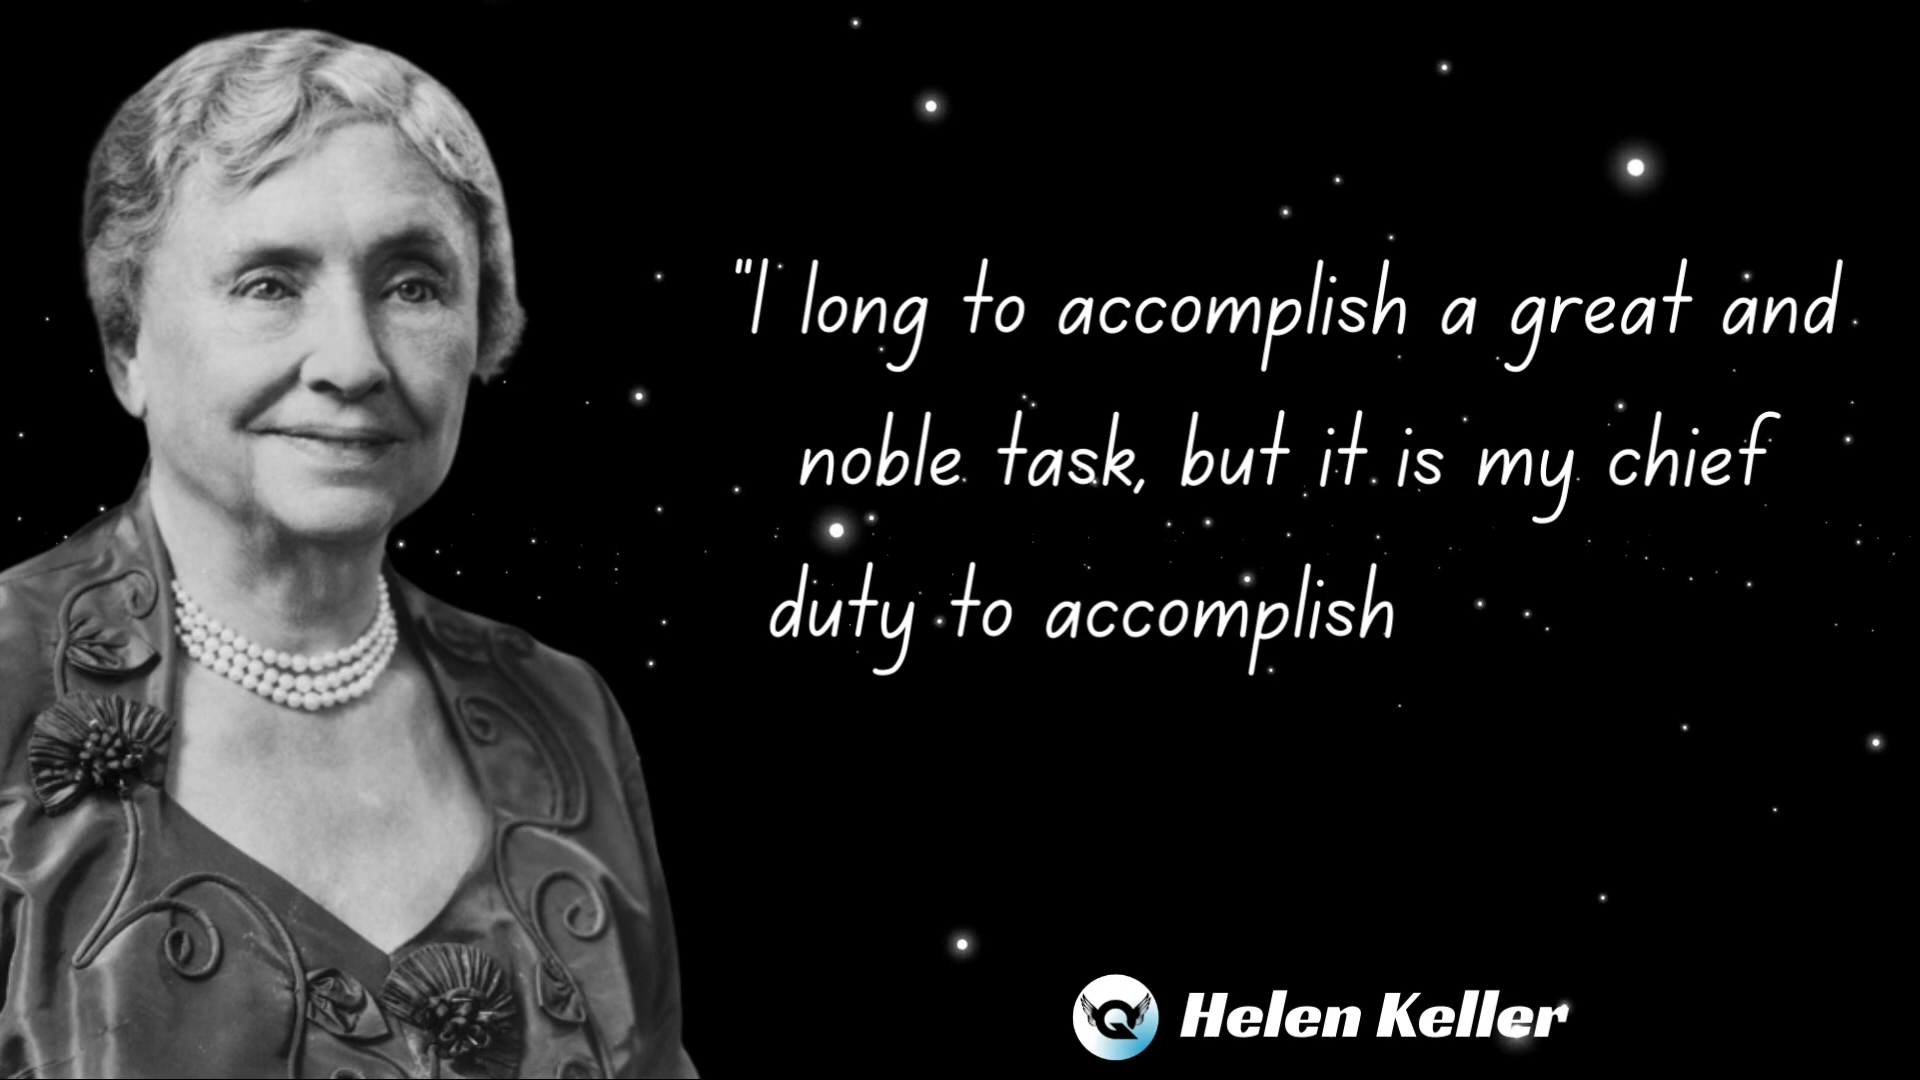 "I long to accomplish a great and
noble task, but it is my chief
duty to accomplish
Q Helen Keller